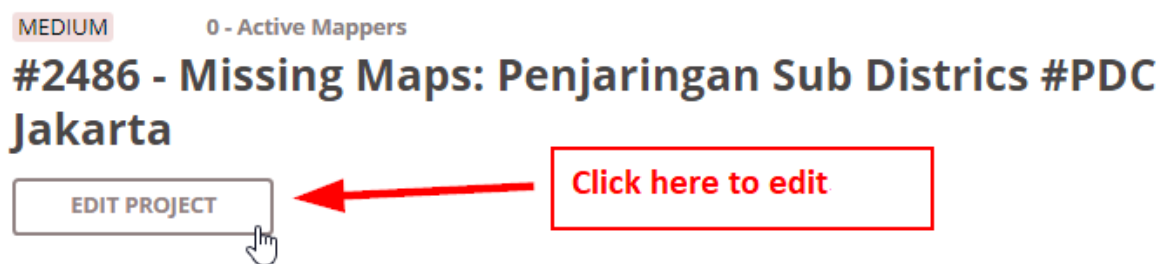 MEDIUM 0 - Active Mappers
#2486 - Missing Maps: Penjaringan Sub Districs #PDC
Jakarta
Click here to edit
EDIT PROJECT